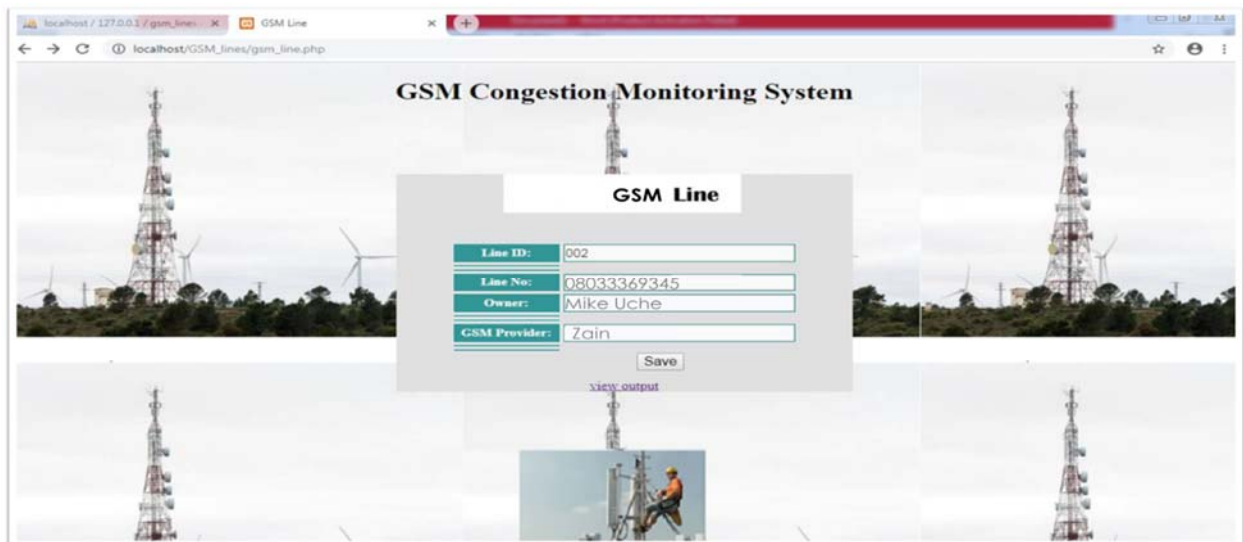 localhost / 127.0.0.1 / gsm_lines
GSM Line
localhost/GSM_lines/gsm_line.php
GSM Congestion Monitoring System
GSM Line
Line ID: 002
Line No: 08033369345
Owner: Mike Uche
GSM Provider: Zain
Save
view output